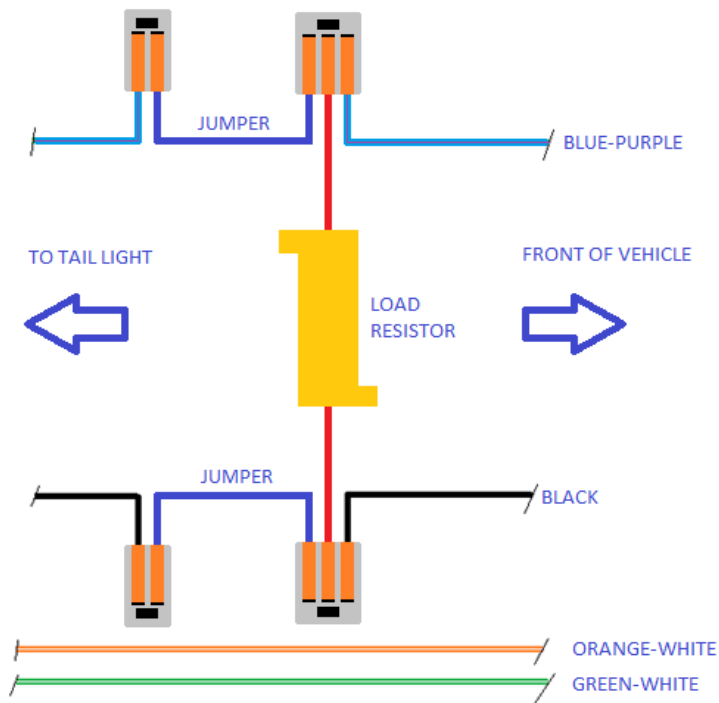 JUMPER
BLUE-PURPLE
TO TAIL LIGHT
FRONT OF VEHICLE
LOAD
RESISTOR
JUMPER
BLACK
ORANGE-WHITE
GREEN-WHITE